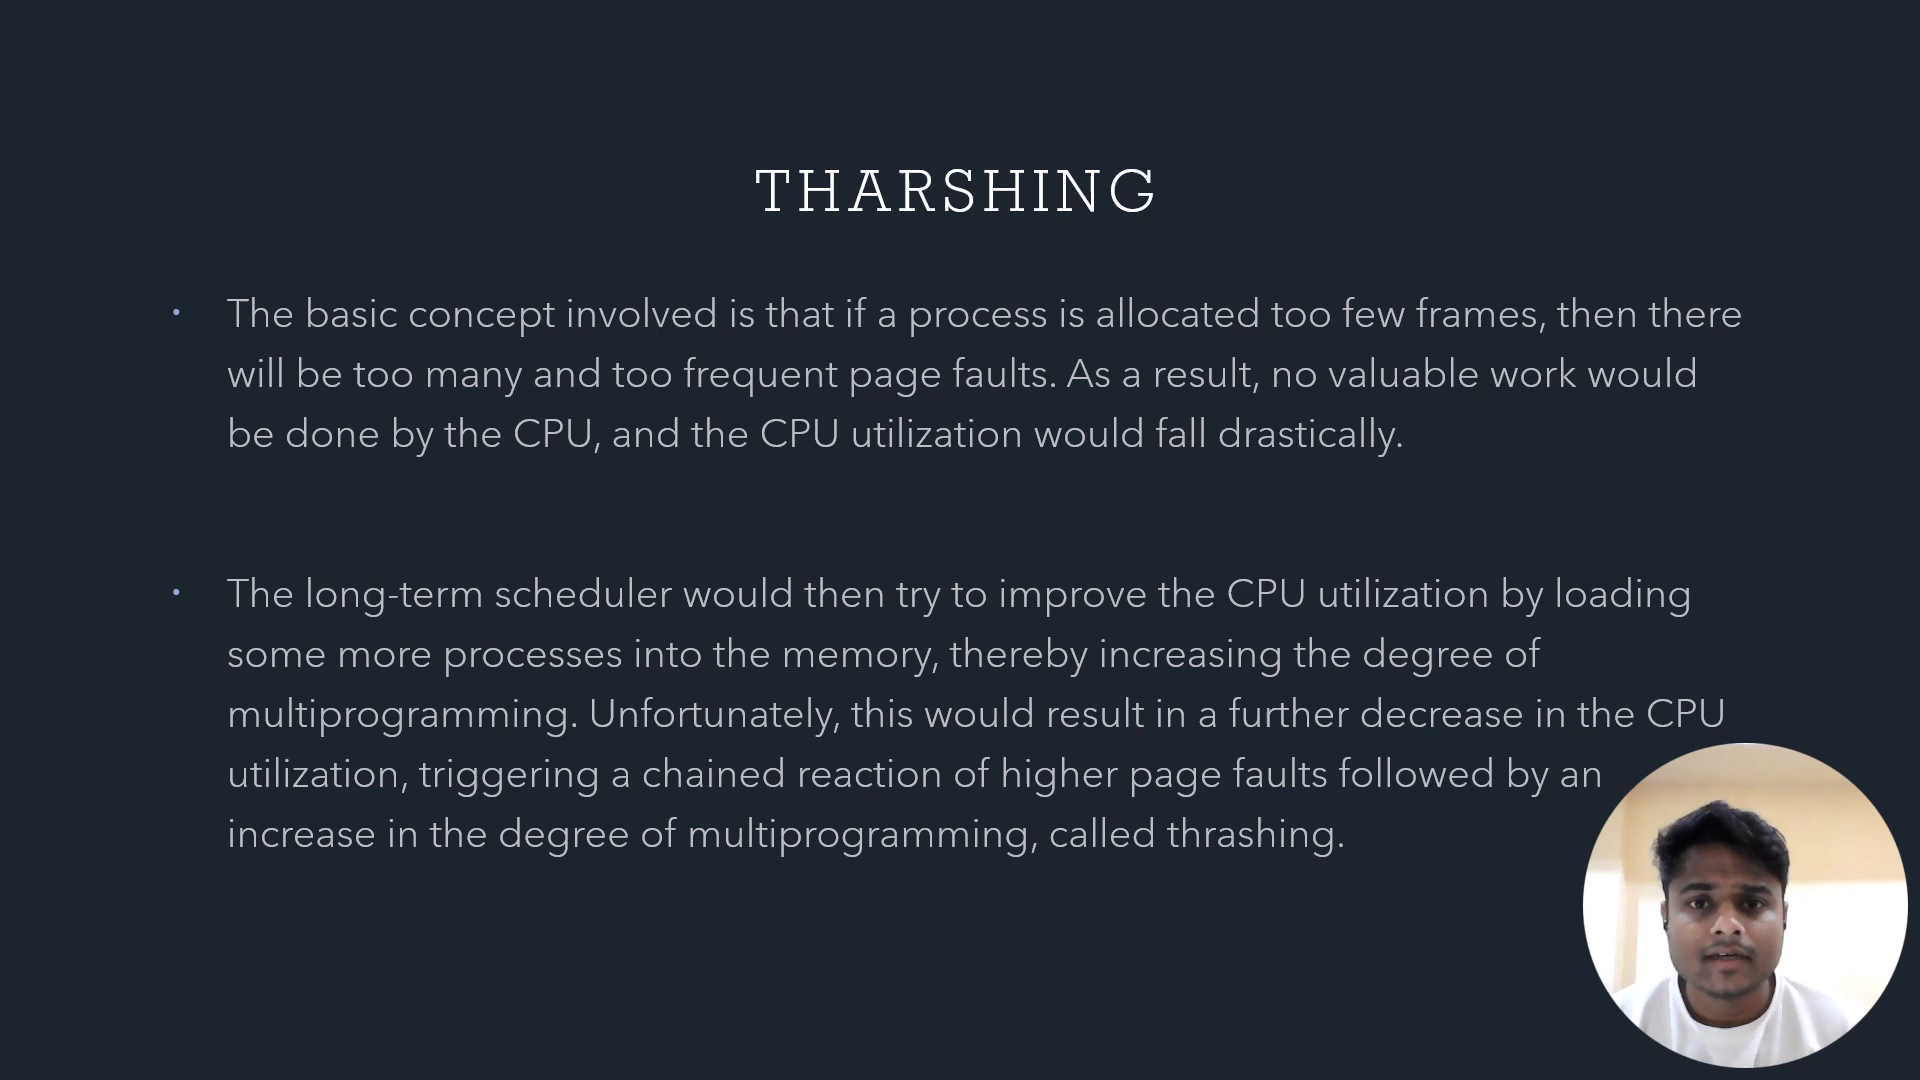 THARSHING
• The basic concept involved is that if a process is allocated too few frames, then there
will be too many and too frequent page faults. As a result, no valuable work would
be done by the CPU, and the CPU utilization would fall drastically.
• The long-term scheduler would then try to improve the CPU utilization by loading
some more processes into the memory, thereby increasing the degree of
multiprogramming. Unfortunately, this would result in a further decrease in the CPU
utilization, triggering a chained reaction of higher page faults followed by an
increase in the degree of multiprogramming, called thrashing.